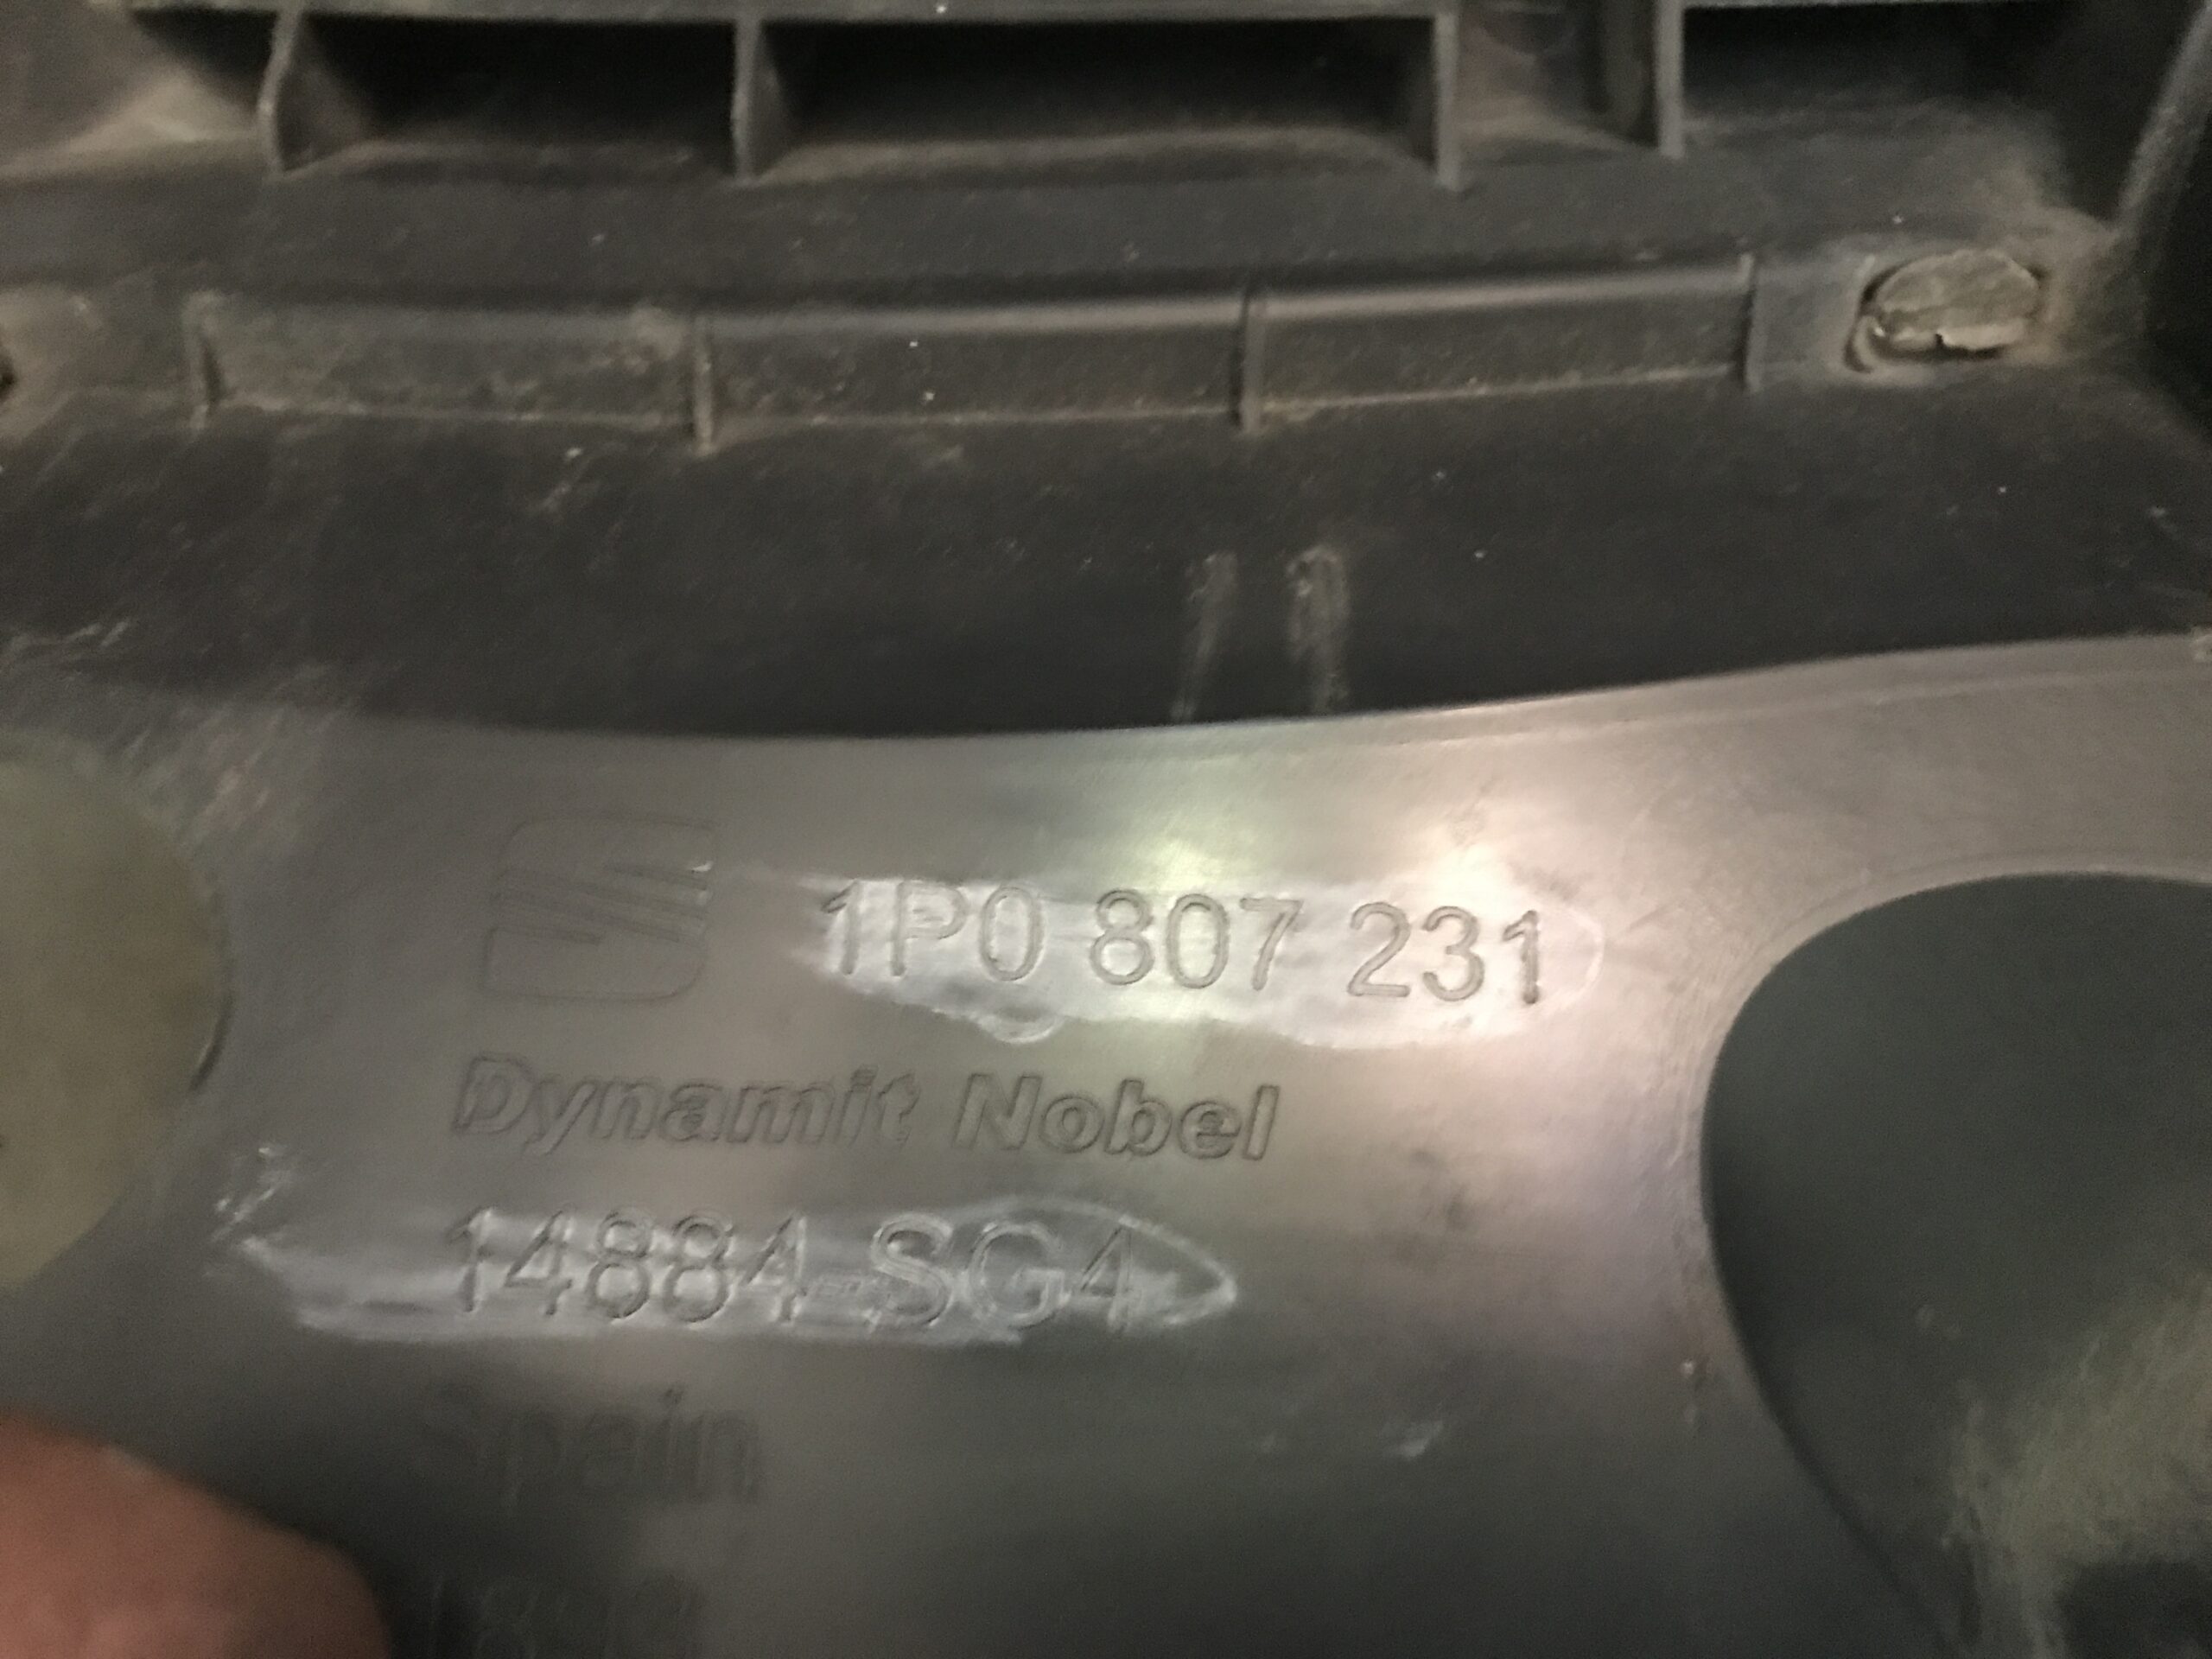 1P0 807 231
Dynamit Nobel
14884-SG4
Spain